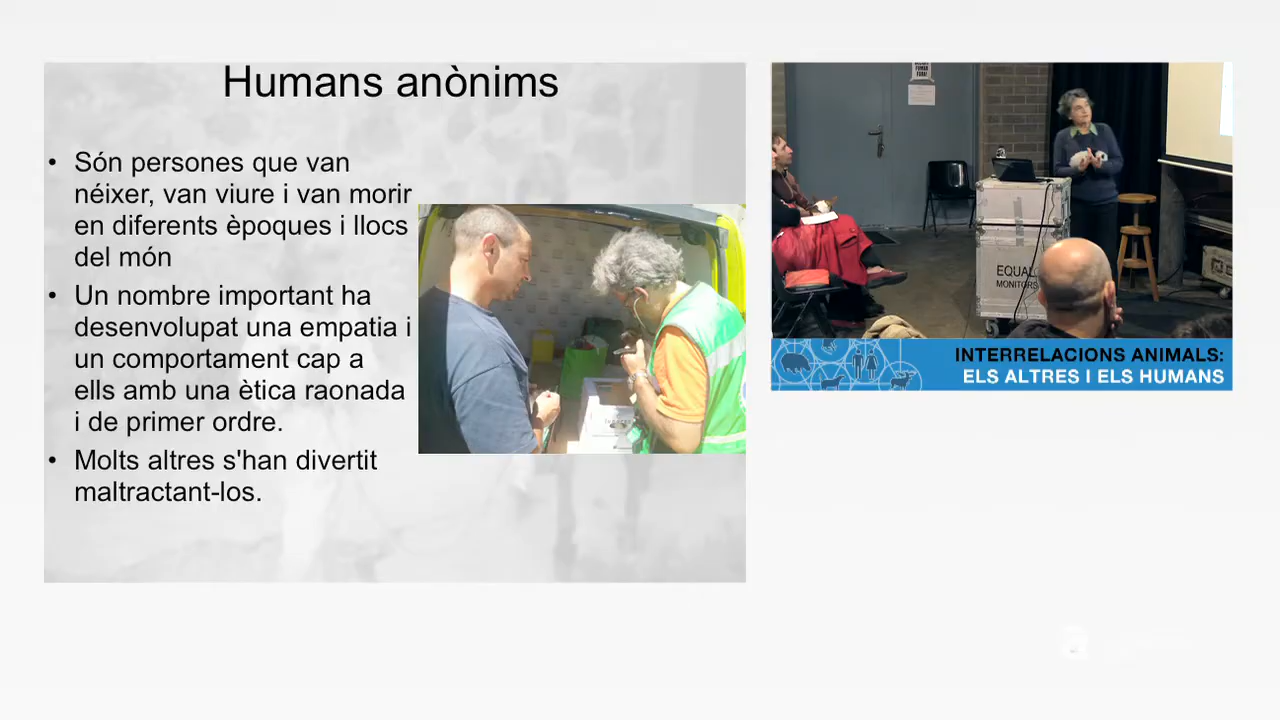 Humans anònims
• Són persones que van
néixer, van viure i van morir
en diferents èpoques i llocs
del món
• Un nombre important ha
desenvolupat una empatia i
un comportament cap a
ells amb una ètica raonada
i de primer ordre.
• Molts altres s'han divertit
maltractant-los.
EQUAL
MONITORS
INTERRELACIONS ANIMALS:
ELS ALTRES I ELS HUMANS